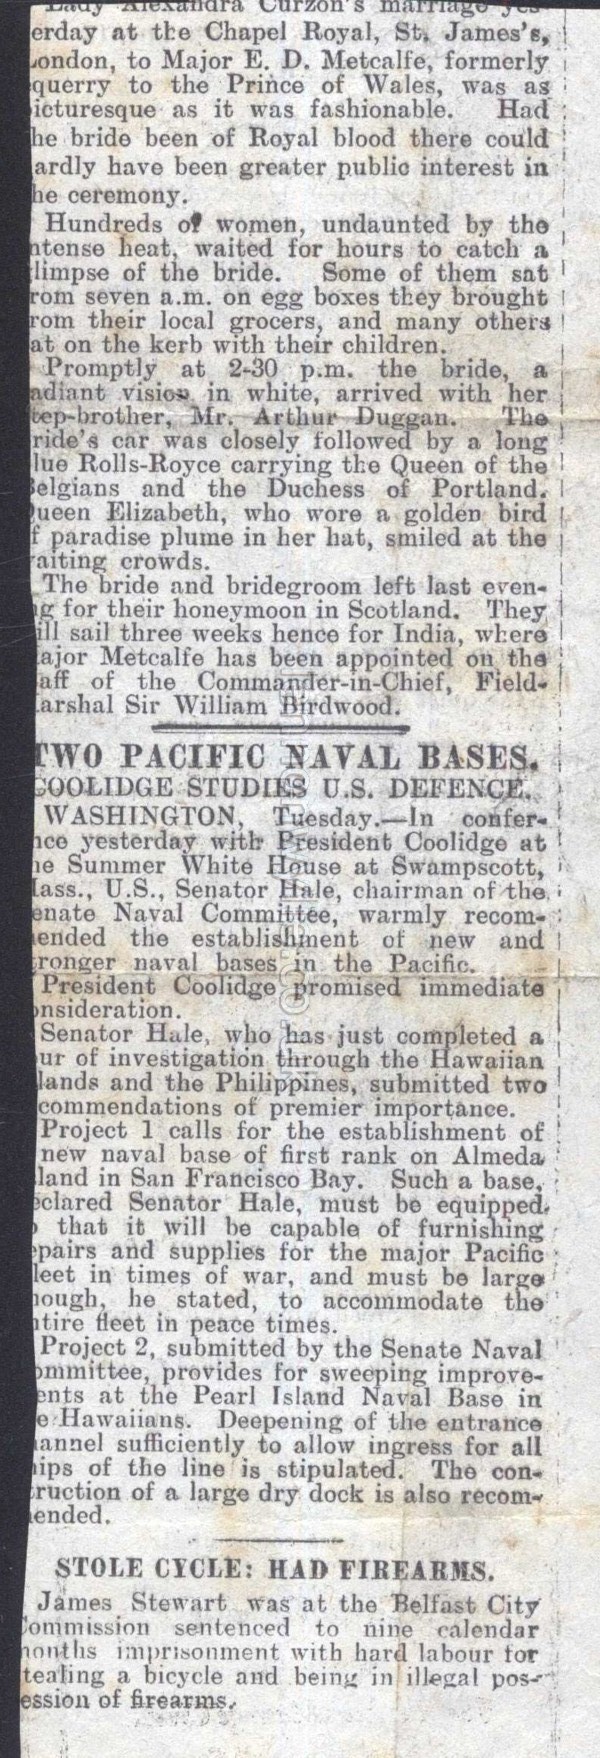 Lady Alexandra Curzon's marriage yes-
erday at the Chapel Royal, St. James's,
ondon, to Major E. D. Metcalfe, formerly
querry to the Prince of Wales, was as
icturesque as it was fashionable. Had
he bride been of Royal blood there could
ardly have been greater public interest in
he ceremony.
Hundreds of women, undaunted by the
ntense heat, waited for hours to catch a
limpse of the bride. Some of them sat
rom seven a.m. on egg boxes they brought
rom their local grocers, and many others
at on the kerb with their children.
Promptly at 2-30 p.m. the bride, a
adiant vision in white, arrived with her
tep-brother, Mr. Arthur Duggan. The
ride's car was closely followed by a long
lue Rolls-Royce carrying the Queen of the
Belgians and the Duchess of Portland.
Queen Elizabeth, who wore a golden bird
f paradise plume in her hat, smiled at the
aiting crowds.
The bride and bridegroom left last even-
ng for their honeymoon in Scotland. They
ill sail three weeks hence for India, where
ajor Metcalfe has been appointed on the
aff of the Commander-in-Chief, Field-
arshal Sir William Birdwood.
TWO PACIFIC NAVAL BASES.
COOLIDGE STUDIES U.S. DEFENCE.
WASHINGTON, Tuesday.—In confer-
nce yesterday with President Coolidge at
he Summer White House at Swampscott,
Mass., U.S., Senator Hale, chairman of the
enate Naval Committee, warmly recom-
ended the establishment of new and
tronger naval bases in the Pacific.
President Coolidge promised immediate
onsideration.
Senator Hale, who has just completed a
our of investigation through the Hawaiian
lands and the Philippines, submitted two
commendations of premier importance.
Project 1 calls for the establishment of
new naval base of first rank on Almeda
sland in San Francisco Bay. Such a base,
eclared Senator Hale, must be equipped
o that it will be capable of furnishing
epairs and supplies for the major Pacific
leet in times of war, and must be large
nough, he stated, to accommodate the
ntire fleet in peace times.
Project 2, submitted by the Senate Naval
ommittee, provides for sweeping improve-
ents at the Pearl Island Naval Base in
e Hawaiians. Deepening of the entrance
annel sufficiently to allow ingress for all
hips of the line is stipulated. The con-
truction of a large dry dock is also recom-
ended.
STOLE CYCLE: HAD FIREARMS.
James Stewart was at the Belfast City
Commission sentenced to nine calendar
months imprisonment with hard labour for
tealing a bicycle and being in illegal pos-
ession of firearms.